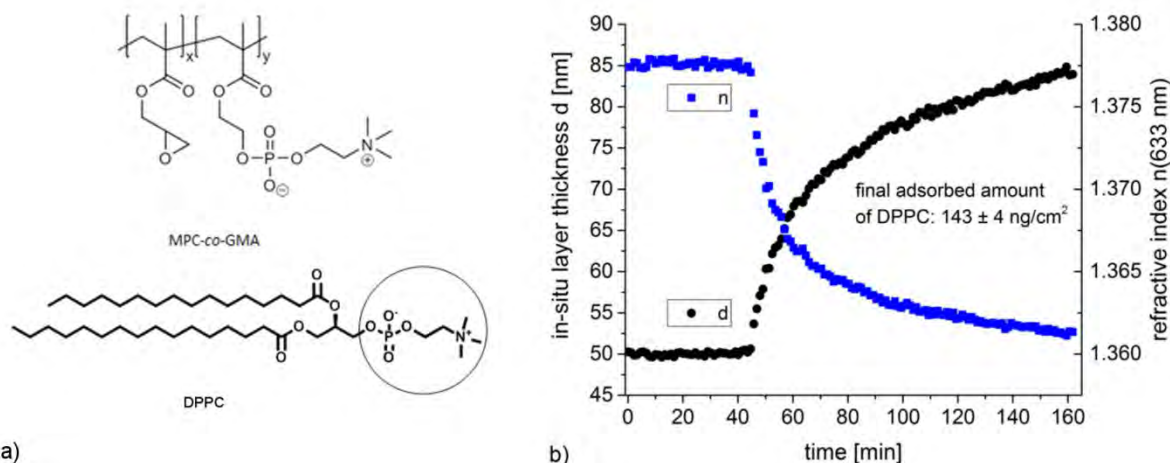 x
y
O
O
O
O
O
O
O
P
O
O⊖
N
⊕
MPC-co-GMA
O
O
O
O
O
O-
P
O
O
N+
DPPC
a)
in-situ layer thickness d [nm]
90
85
80
75
70
65
60
55
50
45
n
d
final adsorbed amount
of DPPC: 143 ± 4 ng/cm²
1.380
1.375
1.370
1.365
1.360
refractive index n(633 nm)
0 20 40 60 80 100 120 140 160
time [min]
b)